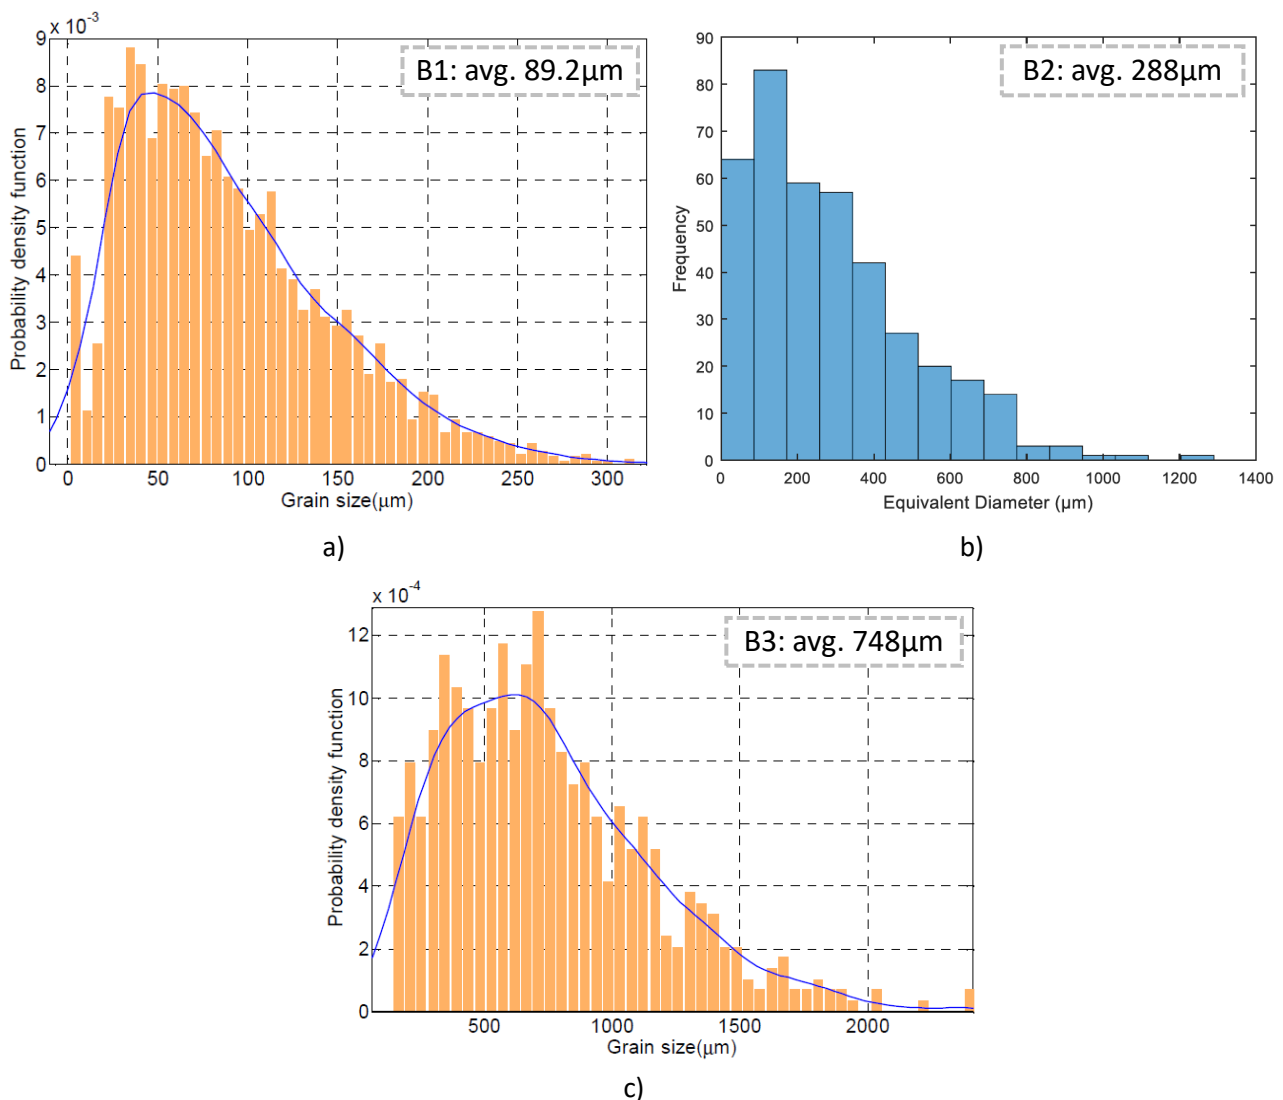 x 10^-3
B1: avg. 89.2μm
Probability density function
9
8
7
6
5
4
3
2
1
0
0 50 100 150 200 250 300
Grain size(μm)
a)
B2: avg. 288μm
Frequency
90
80
70
60
50
40
30
20
10
0
0 200 400 600 800 1000 1200 1400
Equivalent Diameter (μm)
b)
x 10^-4
B3: avg. 748μm
Probability density function
12
10
8
6
4
2
0
500 1000 1500 2000
Grain size(μm)
c)